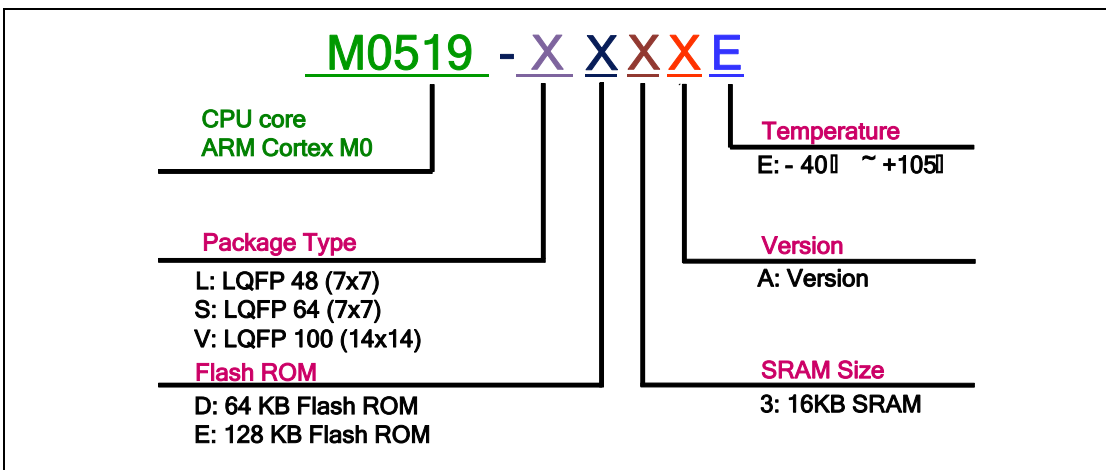 M0519 - X X X X E
CPU core
ARM Cortex M0
Temperature
E: - 40▯ ~ +105▯
Package Type
L: LQFP 48 (7x7)
S: LQFP 64 (7x7)
V: LQFP 100 (14x14)
Version
A: Version
Flash ROM
D: 64 KB Flash ROM
E: 128 KB Flash ROM
SRAM Size
3: 16KB SRAM